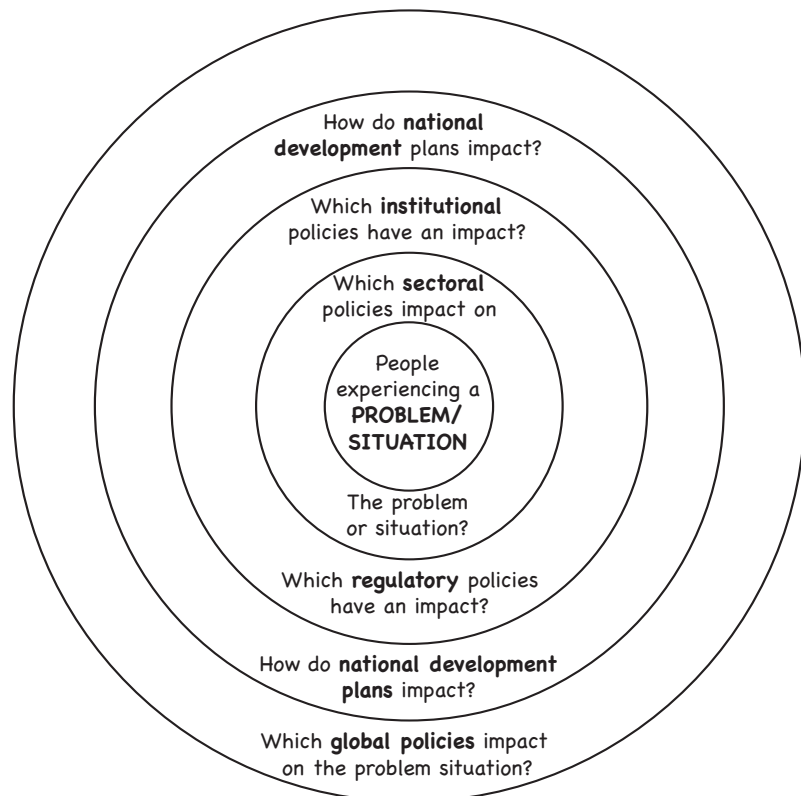 How do national
development plans impact?
Which institutional
policies have an impact?
Which sectoral
policies impact on
People
experiencing a
PROBLEM/
SITUATION
The problem
or situation?
Which regulatory policies
have an impact?
How do national development
plans impact?
Which global policies impact
on the problem situation?